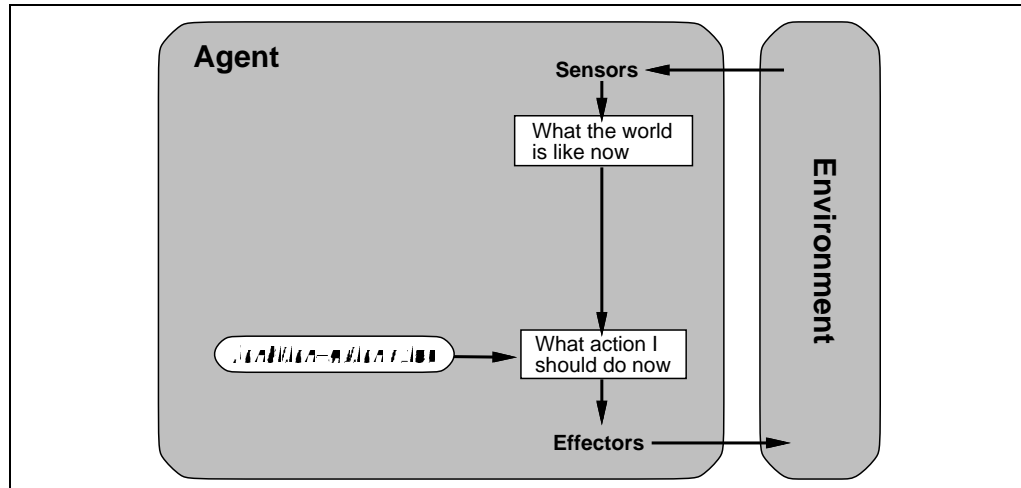 Agent
Sensors
What the world
is like now
Environment
What action I
should do now
Effectors